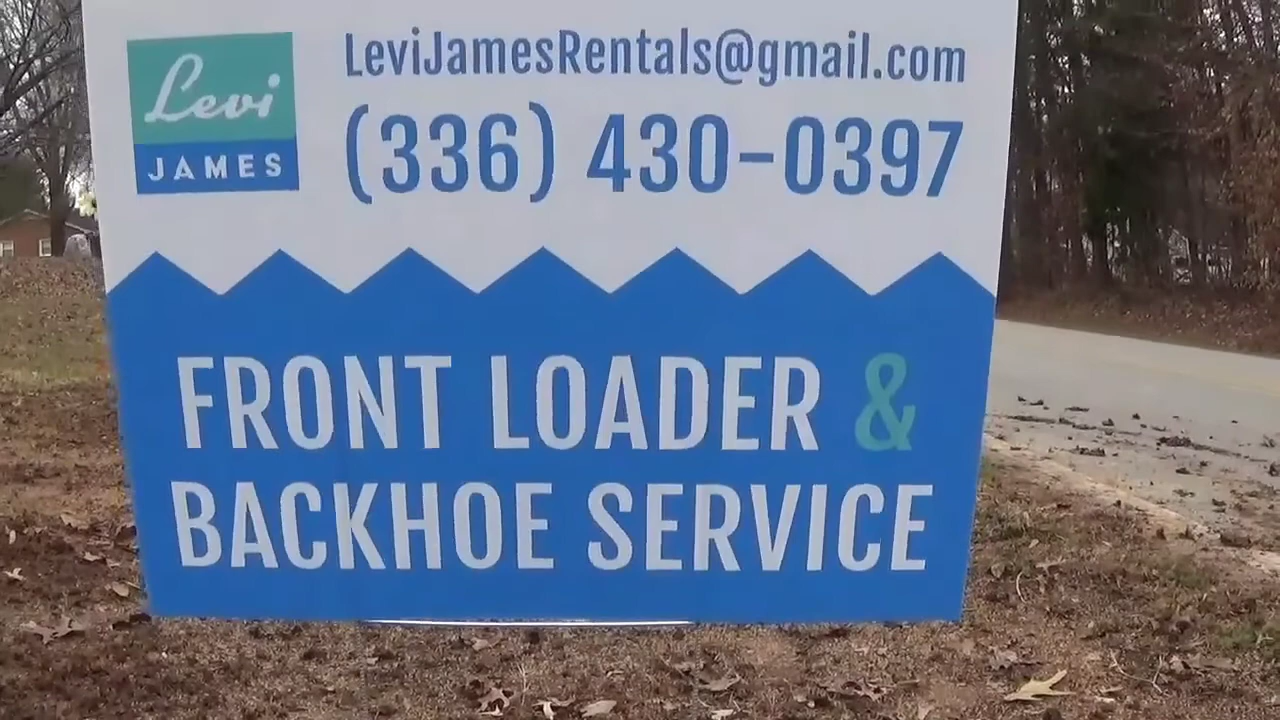 Levi
JAMES
LeviJamesRentals@gmail.com
(336) 430-0397
FRONT LOADER &
BACKHOE SERVICE